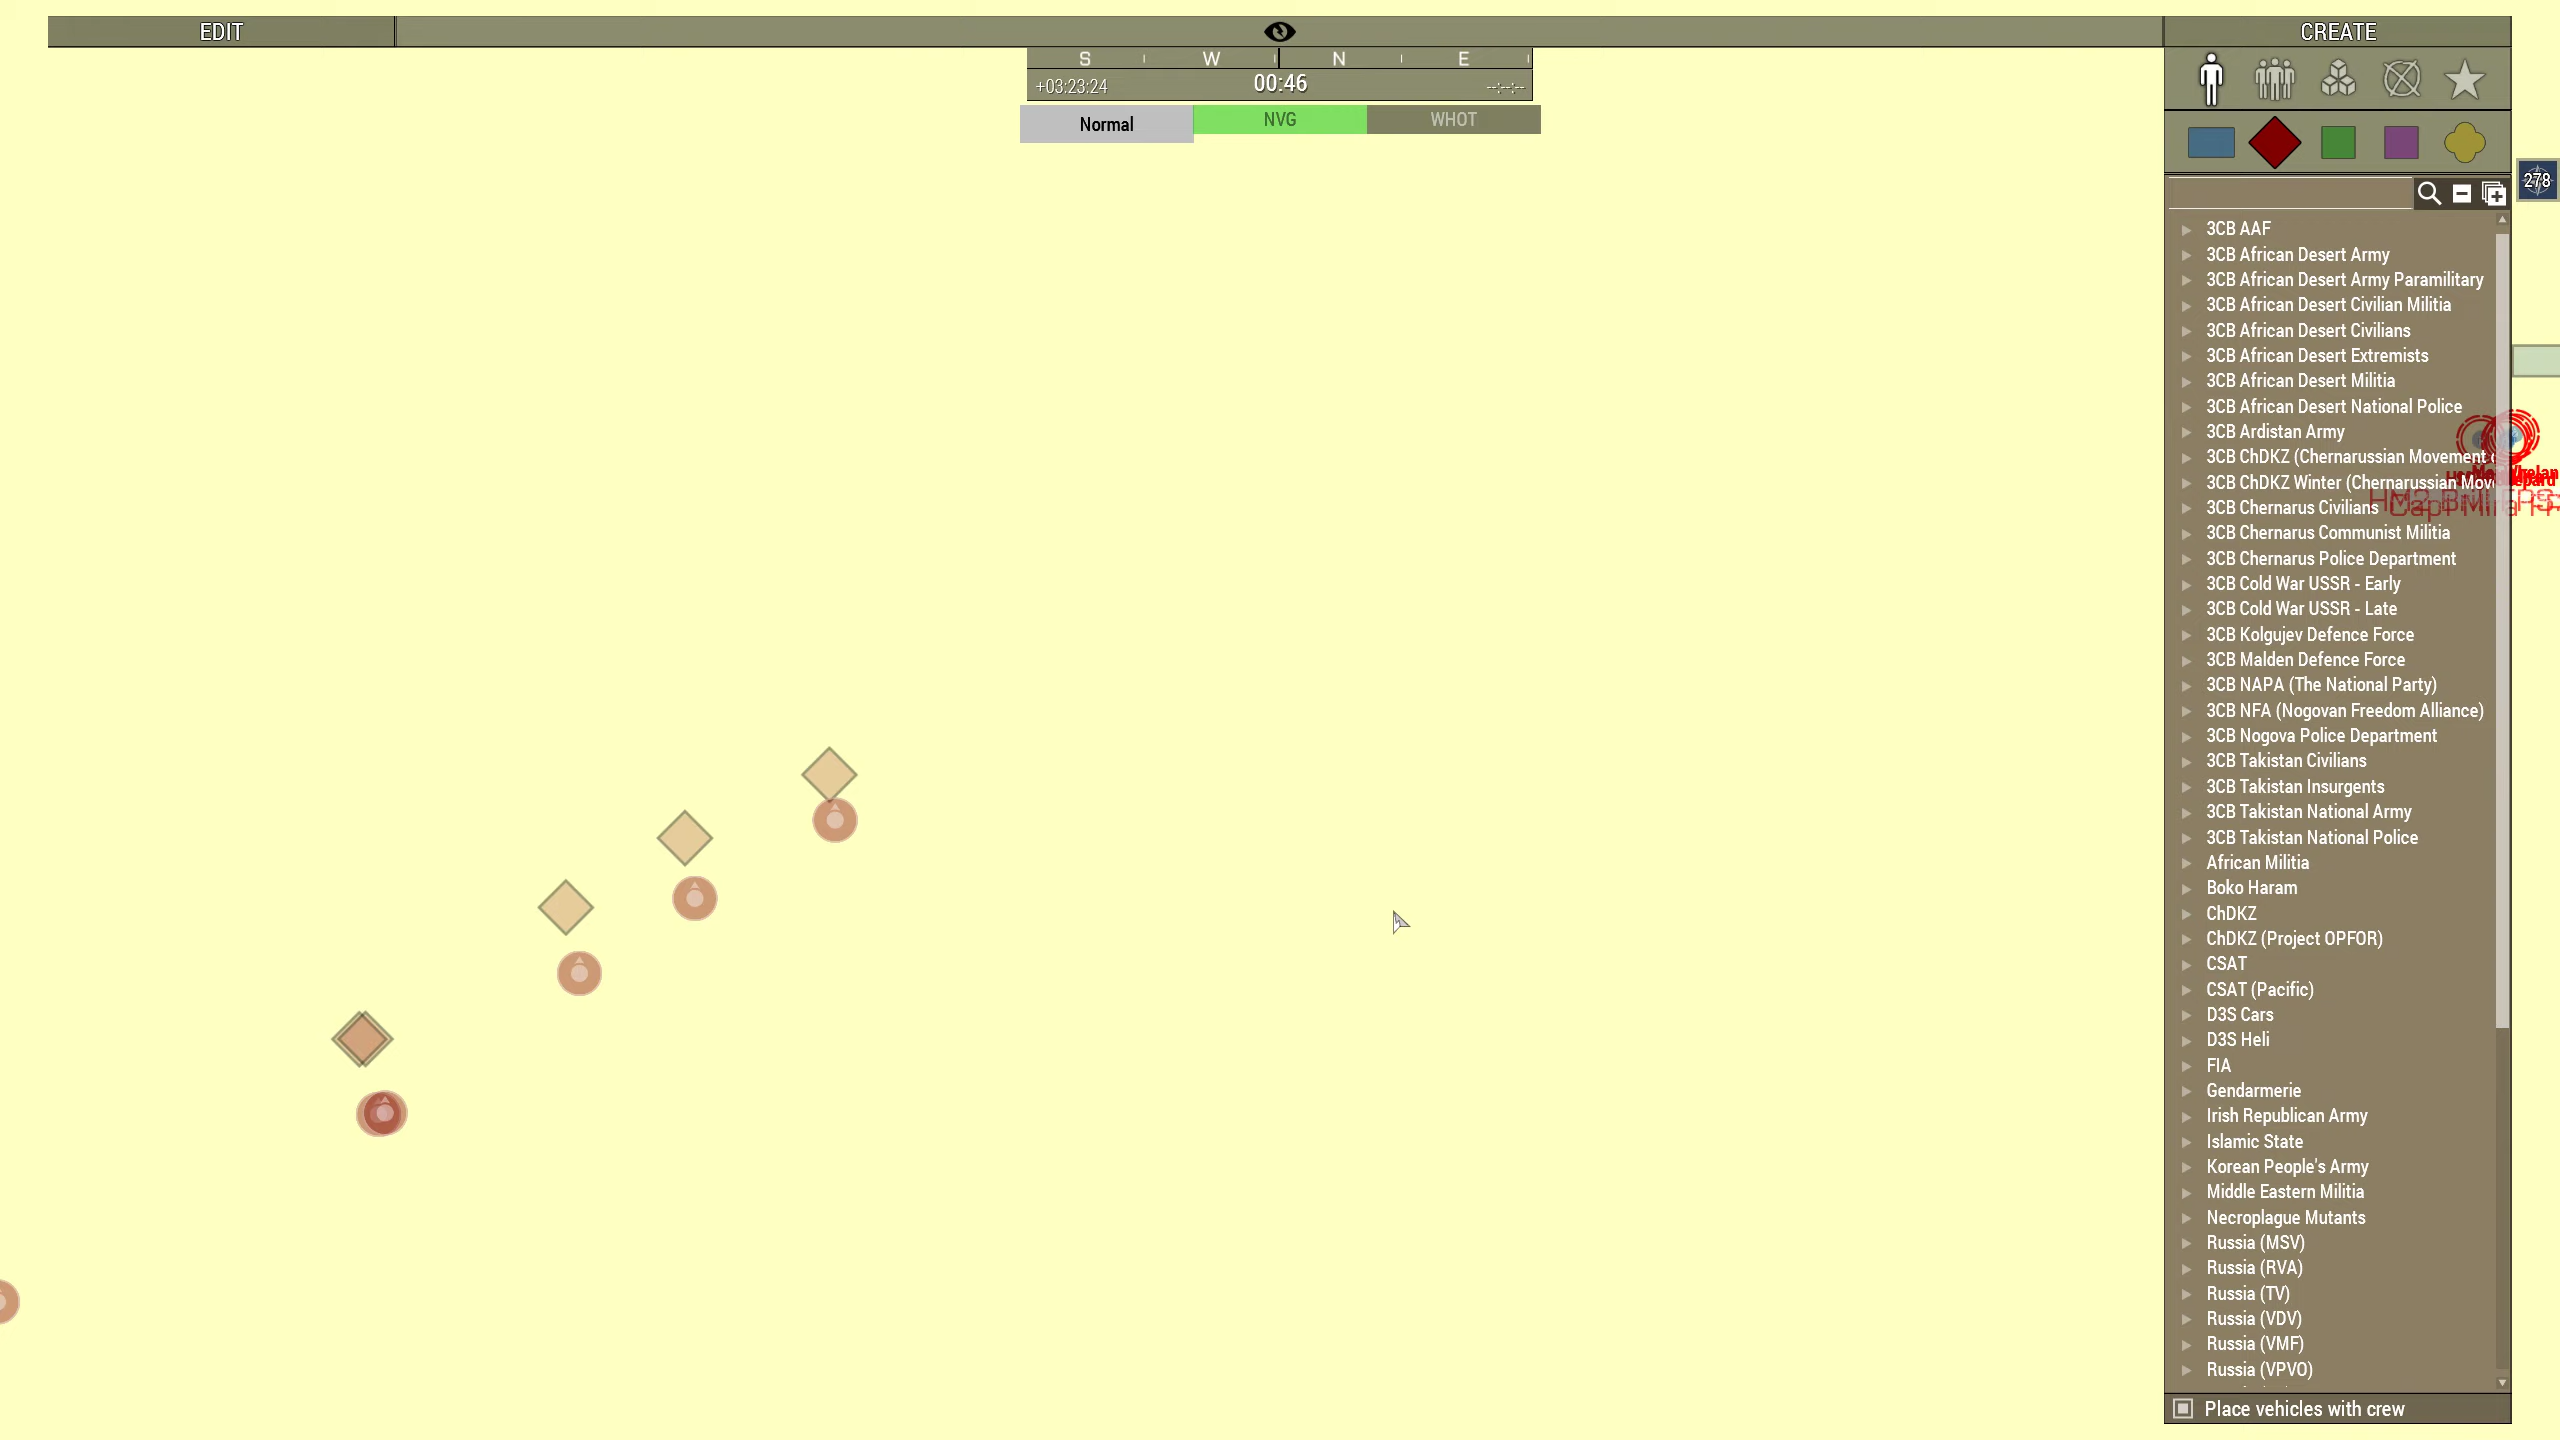 EDIT
CREATE
S W N E
+03:23:24 00:46 --:--:--
Normal NVG WHOT
278
3CB AAF
3CB African Desert Army
3CB African Desert Army Paramilitary
3CB African Desert Civilian Militia
3CB African Desert Civilians
3CB African Desert Extremists
3CB African Desert Militia
3CB African Desert National Police
3CB Ardistan Army
3CB ChDKZ (Chernarussian Movement
3CB ChDKZ Winter (Chernarussian Mov
3CB Chernarus Civilians
3CB Chernarus Communist Militia
3CB Chernarus Police Department
3CB Cold War USSR - Early
3CB Cold War USSR - Late
3CB Kolgujev Defence Force
3CB Malden Defence Force
3CB NAPA (The National Party)
3CB NFA (Nogovan Freedom Alliance)
3CB Nogova Police Department
3CB Takistan Civilians
3CB Takistan Insurgents
3CB Takistan National Army
3CB Takistan National Police
African Militia
Boko Haram
ChDKZ
ChDKZ (Project OPFOR)
CSAT
CSAT (Pacific)
D3S Cars
D3S Heli
FIA
Gendarmerie
Irish Republican Army
Islamic State
Korean People's Army
Middle Eastern Militia
Necroplague Mutants
Russia (MSV)
Russia (RVA)
Russia (TV)
Russia (VDV)
Russia (VMF)
Russia (VPVO)
Place vehicles with crew